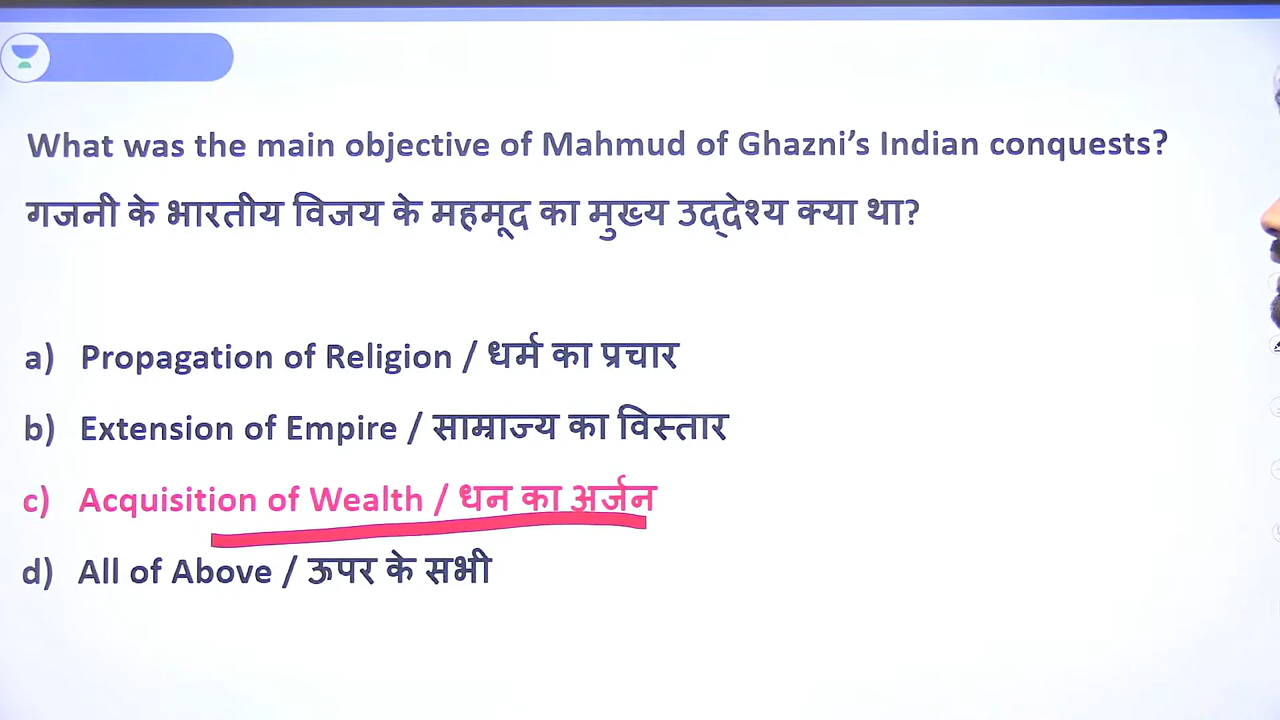 What was the main objective of Mahmud of Ghazni’s Indian conquests?
गजनी के भारतीय विजय के महमूद का मुख्य उद्देश्य क्या था?
a) Propagation of Religion / धर्म का प्रचार
b) Extension of Empire / साम्राज्य का विस्तार
c) Acquisition of Wealth / धन का अर्जन
d) All of Above / ऊपर के सभी